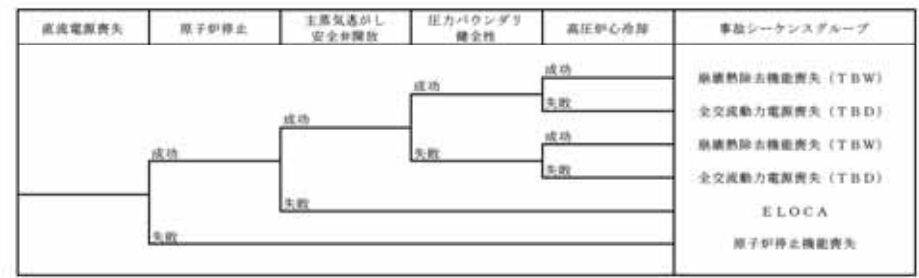 直流電源喪失
原子炉停止
主蒸気逃がし
安全弁開放
圧力バウンダリ
健全性
高圧炉心冷却
事故シーケンスグループ
成功
崩壊熱除去機能喪失(TBW)
成功
失敗
全交流動力電源喪失(TBD)
成功
成功
崩壊熱除去機能喪失(TBW)
成功
失敗
失敗
全交流動力電源喪失(TBD)
失敗
ELOCA
失敗
原子炉停止機能喪失